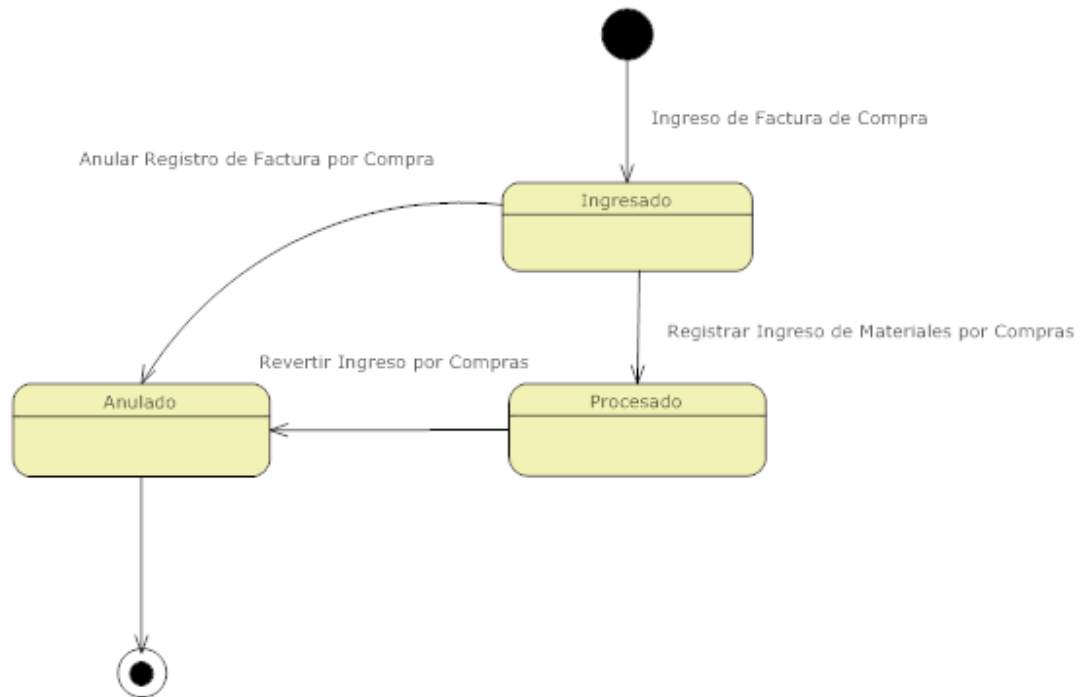 Ingreso de Factura de Compra
Anular Registro de Factura por Compra
Ingresado
Registrar Ingreso de Materiales por Compras
Revertir Ingreso por Compras
Anulado
Procesado